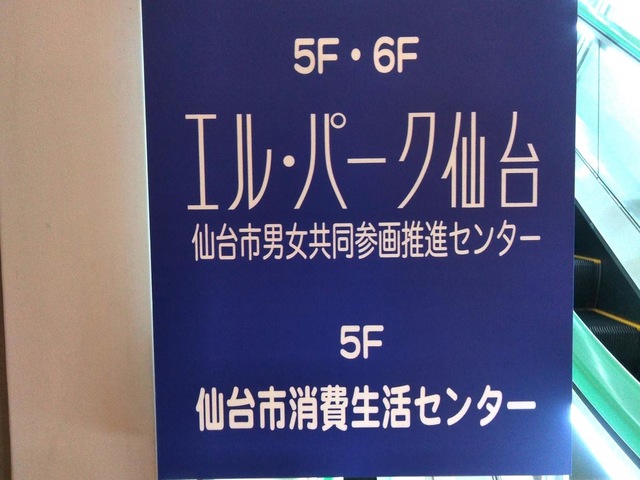 5F・6F
エル・パーク仙台
仙台市男女共同参画推進センター
5F
仙台市消費生活センター